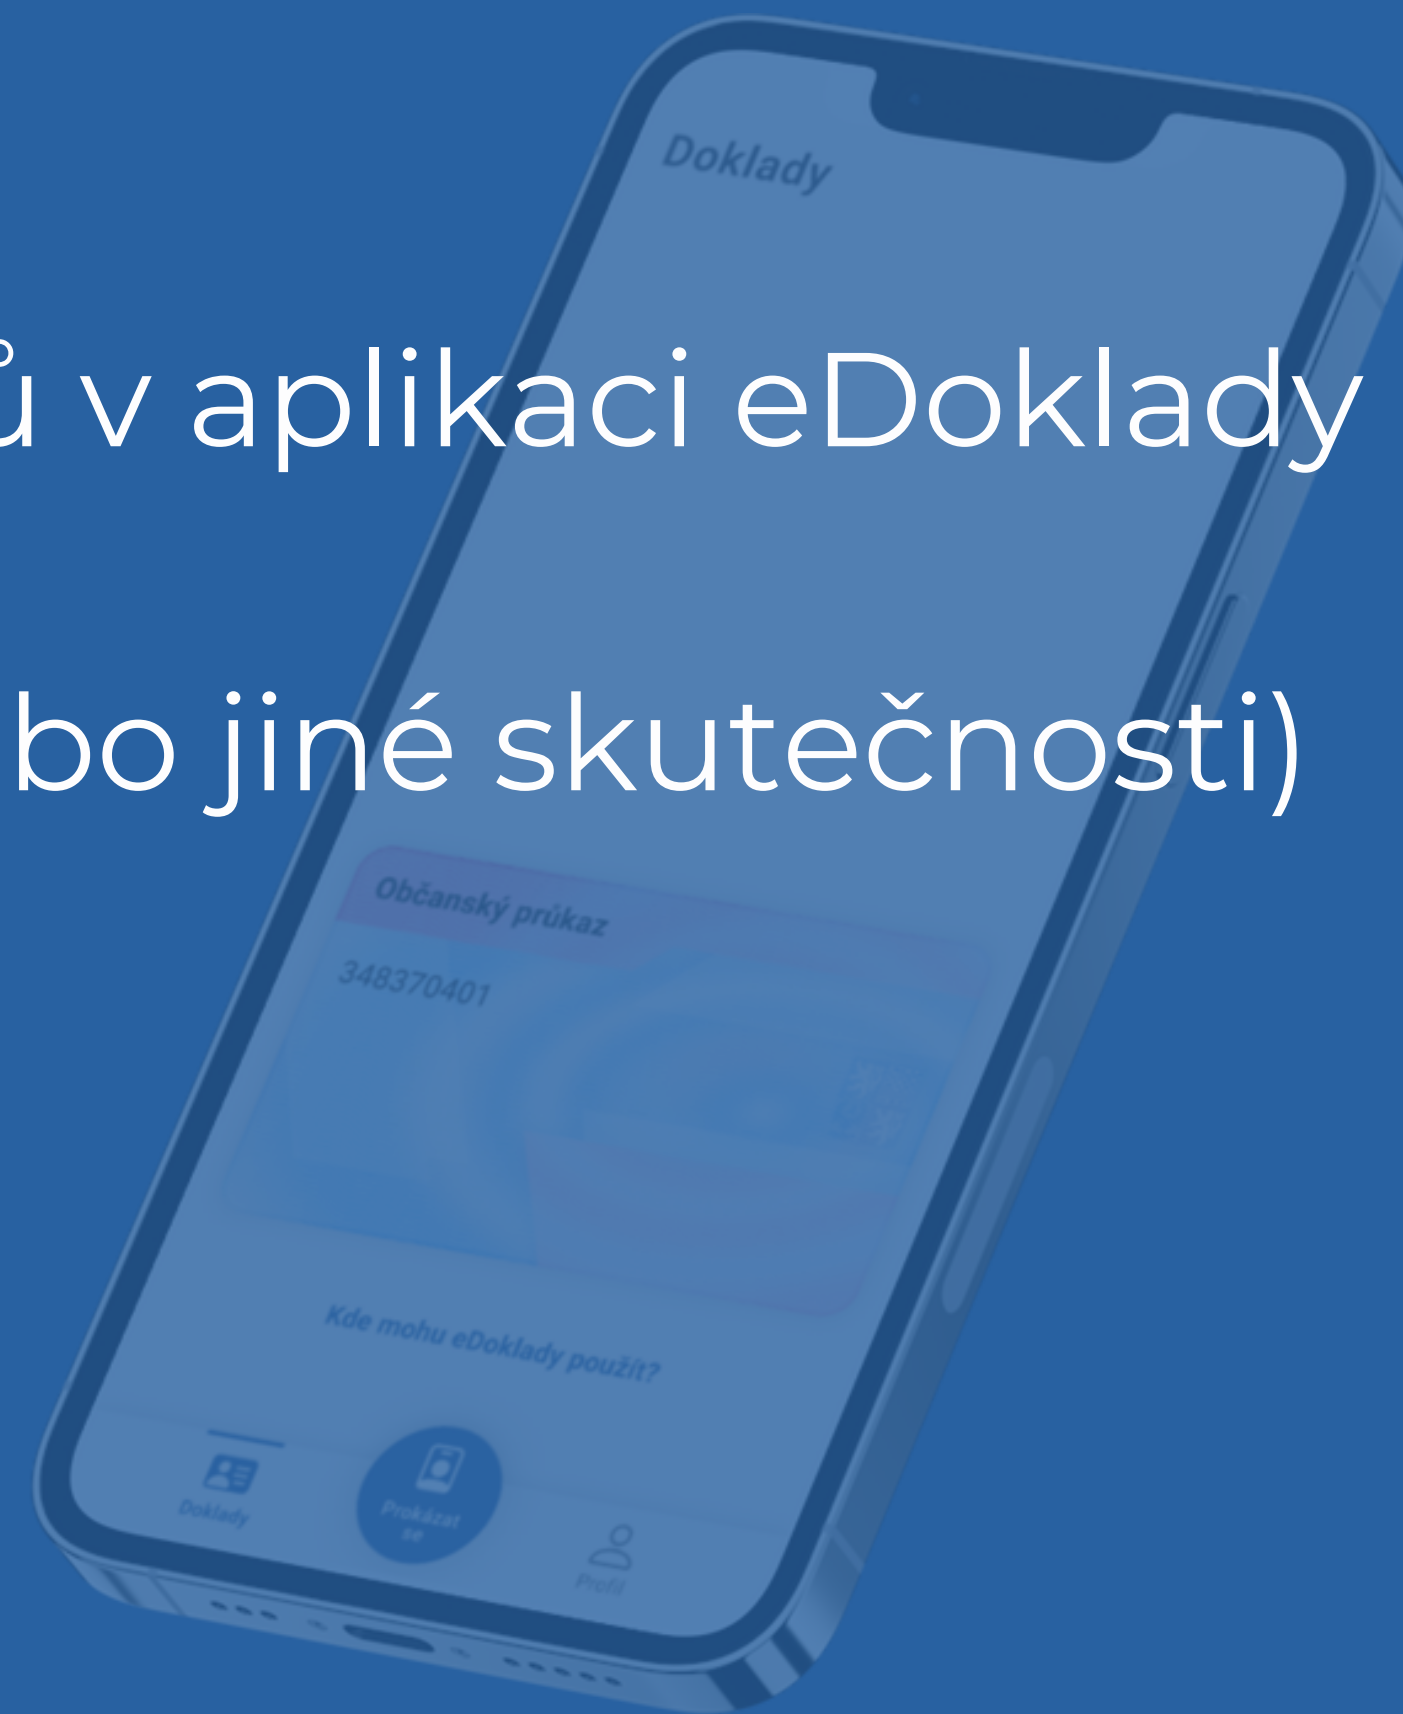 Doklady
ů v aplikaci eDoklady
bo jiné skutečnosti)
Občanský průkaz
348370401
Kde mohu eDoklady použít?
Doklady
Prokázat
se
Profil